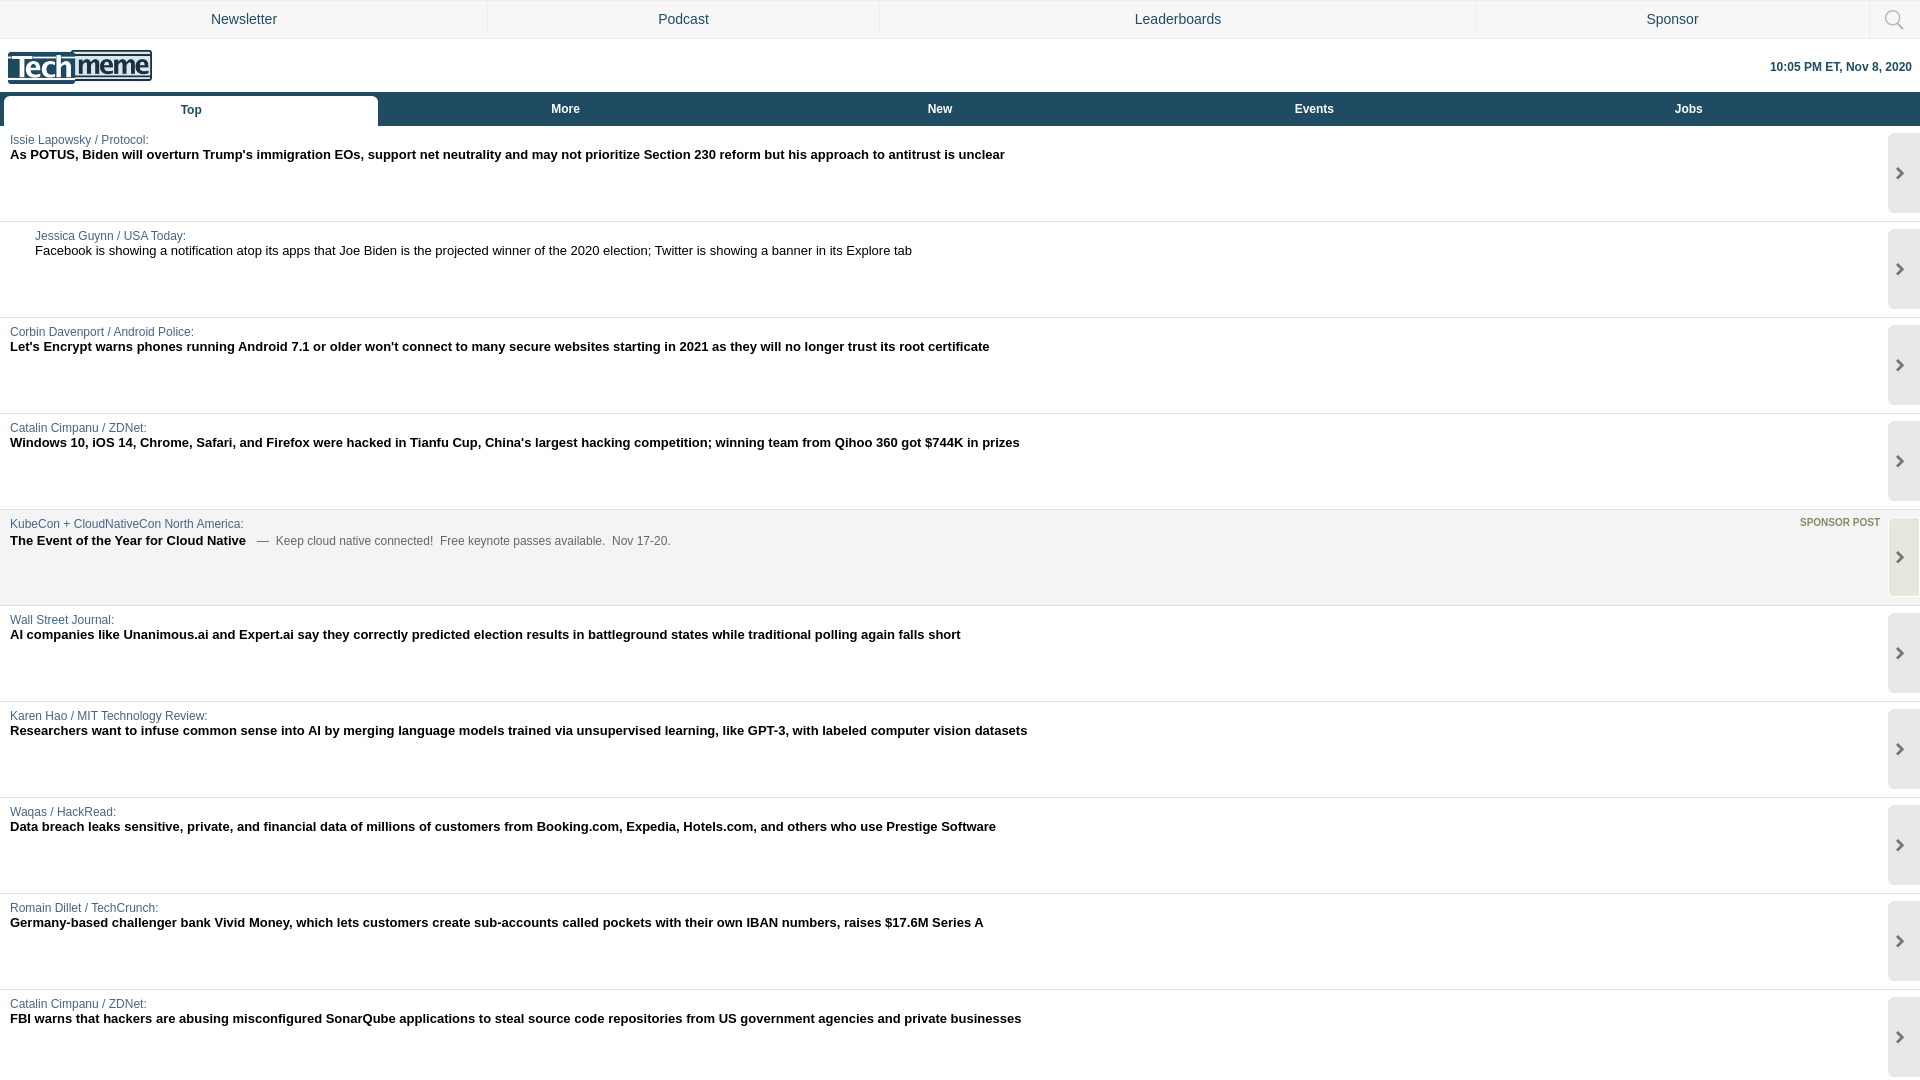 Newsletter
Podcast
Leaderboards
Sponsor
Techmeme
10:05 PM ET, Nov 8, 2020
Top
More
New
Events
Jobs
Issie Lapowsky / Protocol:
As POTUS, Biden will overturn Trump's immigration EOs, support net neutrality and may not prioritize Section 230 reform but his approach to antitrust is unclear
Jessica Guynn / USA Today:
Facebook is showing a notification atop its apps that Joe Biden is the projected winner of the 2020 election; Twitter is showing a banner in its Explore tab
Corbin Davenport / Android Police:
Let's Encrypt warns phones running Android 7.1 or older won't connect to many secure websites starting in 2021 as they will no longer trust its root certificate
Catalin Cimpanu / ZDNet:
Windows 10, iOS 14, Chrome, Safari, and Firefox were hacked in Tianfu Cup, China's largest hacking competition; winning team from Qihoo 360 got $744K in prizes
KubeCon + CloudNativeCon North America:
SPONSOR POST
The Event of the Year for Cloud Native — Keep cloud native connected! Free keynote passes available. Nov 17-20.
Wall Street Journal:
AI companies like Unanimous.ai and Expert.ai say they correctly predicted election results in battleground states while traditional polling again falls short
Karen Hao / MIT Technology Review:
Researchers want to infuse common sense into AI by merging language models trained via unsupervised learning, like GPT-3, with labeled computer vision datasets
Waqas / HackRead:
Data breach leaks sensitive, private, and financial data of millions of customers from Booking.com, Expedia, Hotels.com, and others who use Prestige Software
Romain Dillet / TechCrunch:
Germany-based challenger bank Vivid Money, which lets customers create sub-accounts called pockets with their own IBAN numbers, raises $17.6M Series A
Catalin Cimpanu / ZDNet:
FBI warns that hackers are abusing misconfigured SonarQube applications to steal source code repositories from US government agencies and private businesses